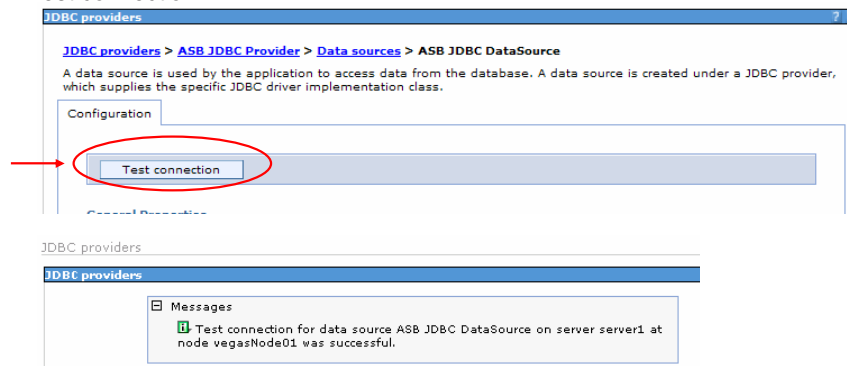 JDBC providers ?
JDBC providers > ASB JDBC Provider > Data sources > ASB JDBC DataSource
A data source is used by the application to access data from the database. A data source is created under a JDBC provider,
which supplies the specific JDBC driver implementation class.
Configuration
Test connection
General Properties
JDBC providers
JDBC providers
Messages
Test connection for data source ASB JDBC DataSource on server server1 at
node vegasNode01 was successful.